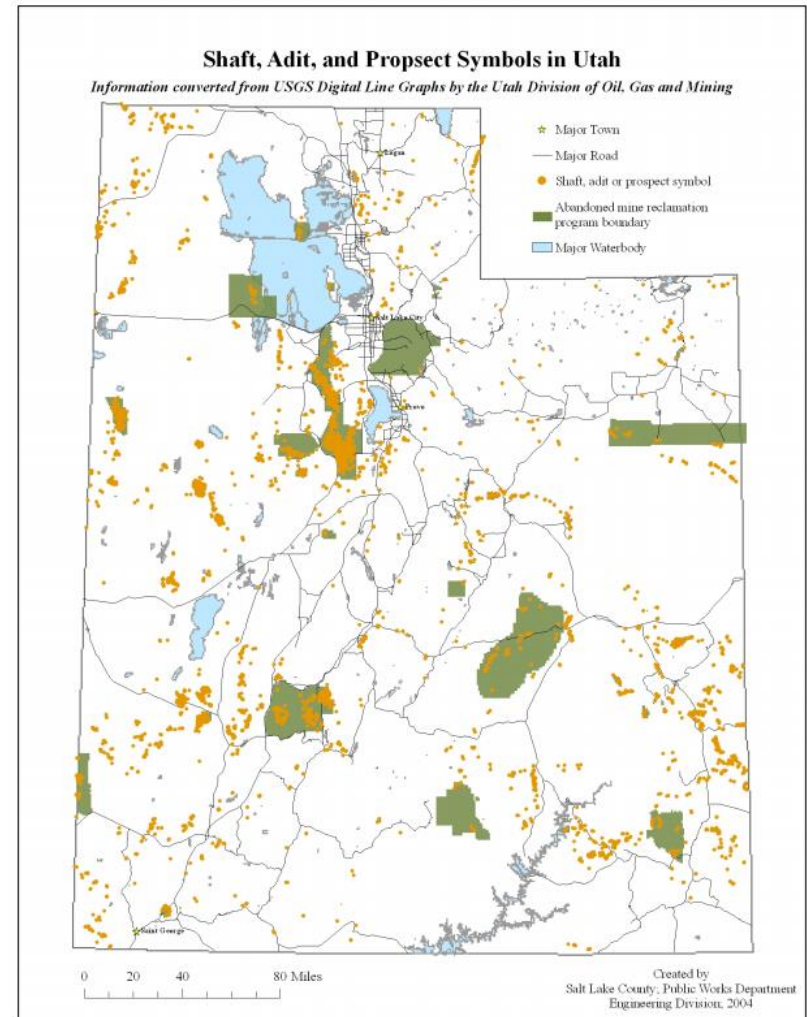 Shaft, Adit, and Propsect Symbols in Utah
Information converted from USGS Digital Line Graphs by the Utah Division of Oil, Gas and Mining
Major Town
Major Road
Shaft, adit or prospect symbol
Abandoned mine reclamation
program boundary
Major Waterbody
Logan
Salt Lake City
Provo
Saint George
0 20 40 80 Miles
Created by
Salt Lake County; Public Works Department
Engineering Division; 2004